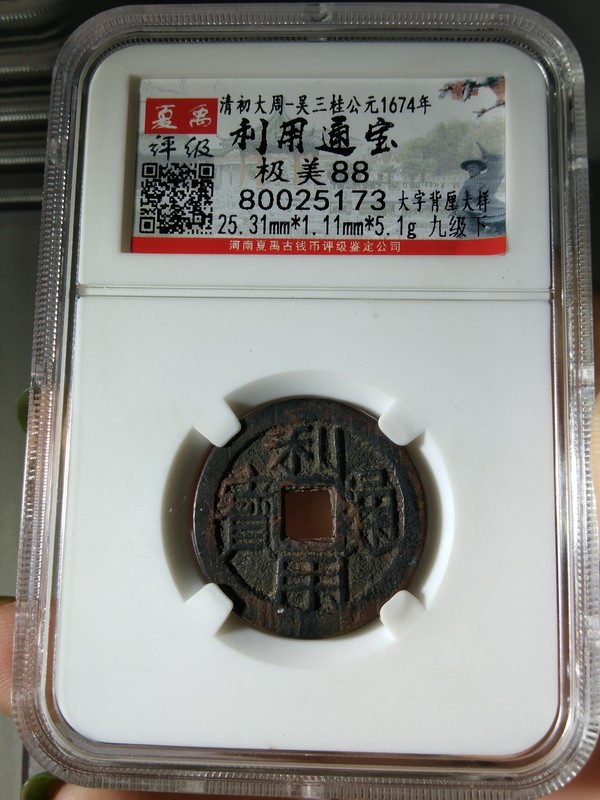 清初大周-吴三桂公元1674年
夏禹
评级
利用通宝
极美88
80025173 大字背厘大样
25.31mm*1.11mm*5.1g 九级下
河南夏禹古钱币评级鉴定公司
利
用
通
寳